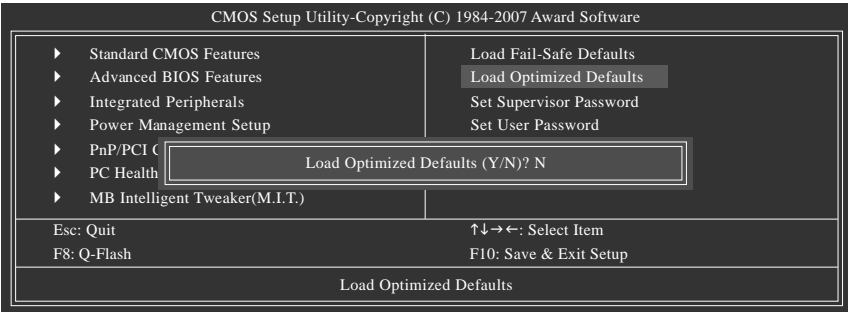 CMOS Setup Utility-Copyright (C) 1984-2007 Award Software
Standard CMOS Features
Advanced BIOS Features
Integrated Peripherals
Power Management Setup
PnP/PCI
PC Health
MB Intelligent Tweaker(M.I.T.)
Load Fail-Safe Defaults
Load Optimized Defaults
Set Supervisor Password
Set User Password
Load Optimized Defaults (Y/N)? N
Esc: Quit
↑↓→←: Select Item
F8: Q-Flash
F10: Save & Exit Setup
Load Optimized Defaults